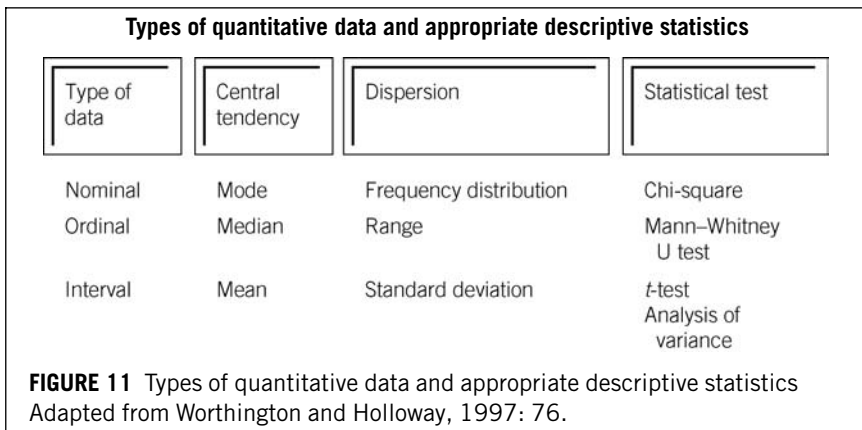 Types of quantitative data and appropriate descriptive statistics
Type of data
Central tendency
Dispersion
Statistical test
Nominal Mode Frequency distribution Chi-square
Ordinal Median Range Mann–Whitney
U test
Interval Mean Standard deviation t-test
Analysis of
variance
FIGURE 11 Types of quantitative data and appropriate descriptive statistics
Adapted from Worthington and Holloway, 1997: 76.